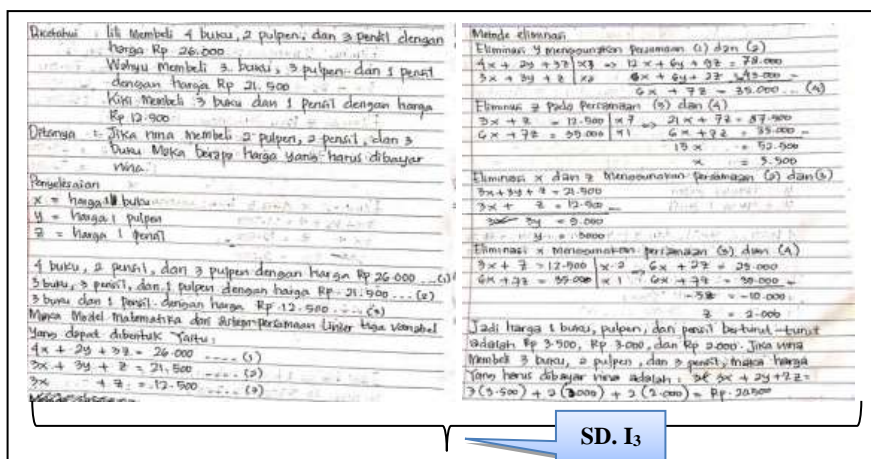 Diketahui : lili Membeli 4 buku, 2 pulpen, dan 3 pensil dengan
harga Rp 26.000
Wahyu Membeli 3 buku, 3 pulpen dan 1 pensil
dengan harga Rp. 21.500
Kiki Membeli 3 buku dan 1 pensil dengan harga
Rp 12.500
Ditanya : Jika nina membeli 2 pulpen, 2 pensil, dan 3
buku Maka berapa harga yang harus dibayar
nina.
Penyelesaian
x = harga 1 buku
y = harga 1 pulpen
z = harga 1 pensil
4 buku, 2 pensil, dan 3 pulpen dengan harga Rp 26.000 ...(1)
3 buku, 3 pensil, dan 1 pulpen dengan harga Rp. 21.500 ....(2)
3 buku dan 1 pensil dengan harga Rp. 12.500 ....(3)
Maka Model Matematika dari Sistem persamaan Linier tiga variabel
Yang dapat dibentuk Yaitu:
4x + 2y + 3z = 26.000 .... (1)
3x + 3y + z = 21.500 .... (2)
3x + z = 12.500 .... (3)
Metode eliminasi
Eliminasi y menggunakan persamaan (1) dan (2)
4x + 2y + 3z | x3 => 12x + 6y + 9z = 78.000
3x + 3y + z | x2 6x + 6y + 2z = 43.000 -
6x + 7z = 35.000 ... (4)
Eliminasi z pada persamaan (3) dan (4)
3x + z = 12.500 | x7 => 21x + 7z = 87.500
6x + 7z = 35.000 | x1 6x + 7z = 35.000 -
15x = 52.500
x = 3.500
Eliminasi x dan z menggunakan persamaan (2) dan (3)
3x + 3y + z = 21.500
3x + z = 12.500 -
3y = 9.000
y = 3000
Eliminasi x menggunakan persamaan (3) dan (4)
3x + z = 12.500 | x2 => 6x + 2z = 25.000
6x + 7z = 35.000 | x1 6x + 7z = 35.000 -
-5z = -10.000
z = 2.000
Jadi harga 1 buku, pulpen, dan pensil berturut-turut
adalah Rp 3.500, Rp 3.000, dan Rp 2.000. Jika nina
Membeli 3 buku, 2 pulpen, dan 3 pensil, maka harga
Yang harus dibayar nina adalah : 3x + 2y + 2z =
3 (3.500) + 2 (3000) + 2 (2.000) = Rp. 20.500
SD. I3